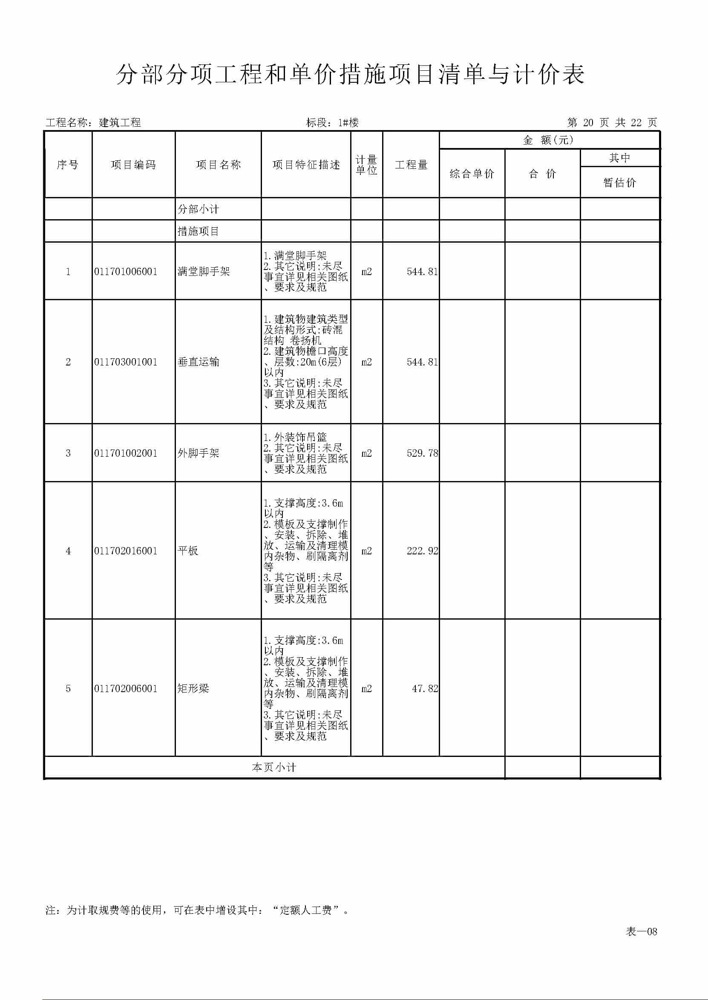 分部分项工程和单价措施项目清单与计价表
工程名称：建筑工程 标段：1#楼 第 20 页 共 22 页
序号 项目编码 项目名称 项目特征描述 计量单位 工程量 金 额(元)
综合单价 合 价 其中
暂估价
分部小计
措施项目
1 011701006001 满堂脚手架
1.满堂脚手架
2.其它说明:未尽
事宜详见相关图纸
、要求及规范
m2 544.81
2 011703001001 垂直运输
1.建筑物建筑类型
及结构形式:砖混
结构 卷扬机
2.建筑物檐口高度
、层数:20m(6层)
以内
3.其它说明:未尽
事宜详见相关图纸
、要求及规范
m2 544.81
3 011701002001 外脚手架
1.外装饰吊篮
2.其它说明:未尽
事宜详见相关图纸
、要求及规范
m2 529.78
4 011702016001 平板
1.支撑高度:3.6m
以内
2.模板及支撑制作
、安装、拆除、堆
放、运输及清理模
内杂物、刷隔离剂
等
3.其它说明:未尽
事宜详见相关图纸
、要求及规范
m2 222.92
5 011702006001 矩形梁
1.支撑高度:3.6m
以内
2.模板及支撑制作
、安装、拆除、堆
放、运输及清理模
内杂物、刷隔离剂
等
3.其它说明:未尽
事宜详见相关图纸
、要求及规范
m2 47.82
本页小计
注：为计取规费等的使用，可在表中增设其中：“定额人工费”。
表—08